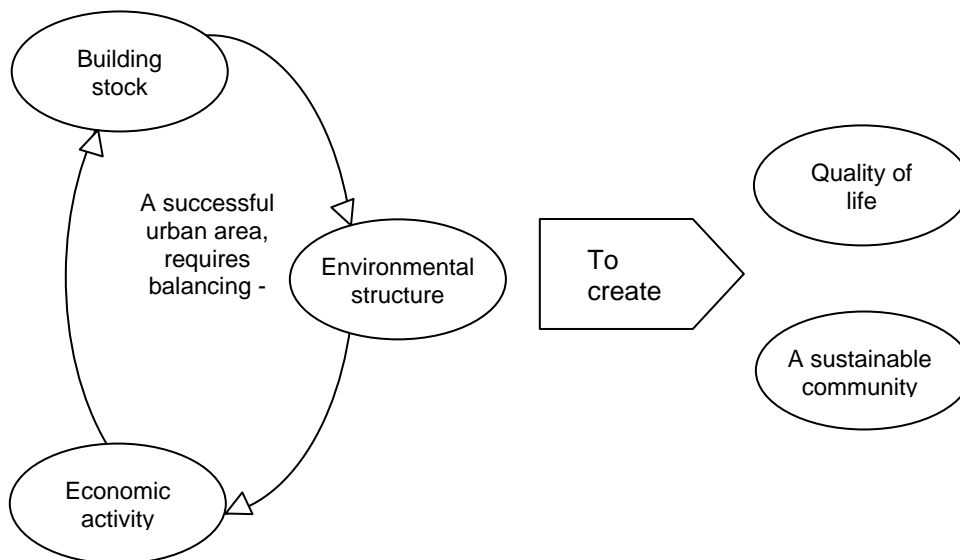 Building
stock
A successful
urban area,
requires
balancing -
Environmental
structure
Economic
activity
To
create
Quality of
life
A sustainable
community